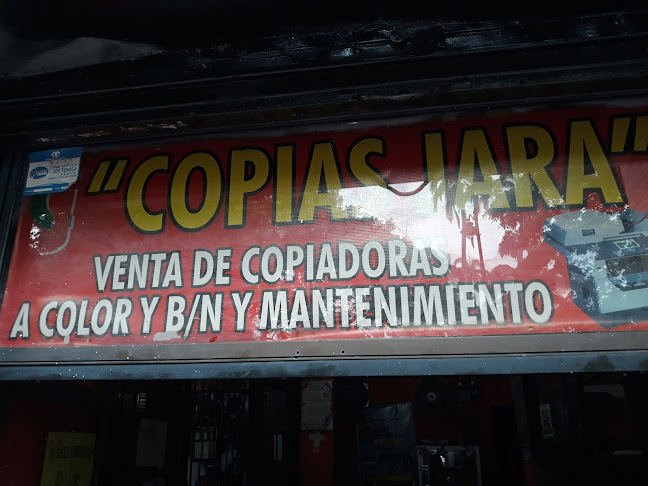 "COPIAS JARA"
VENTA DE COPIADORAS
A COLOR Y B/N Y MANTENIMIENTO